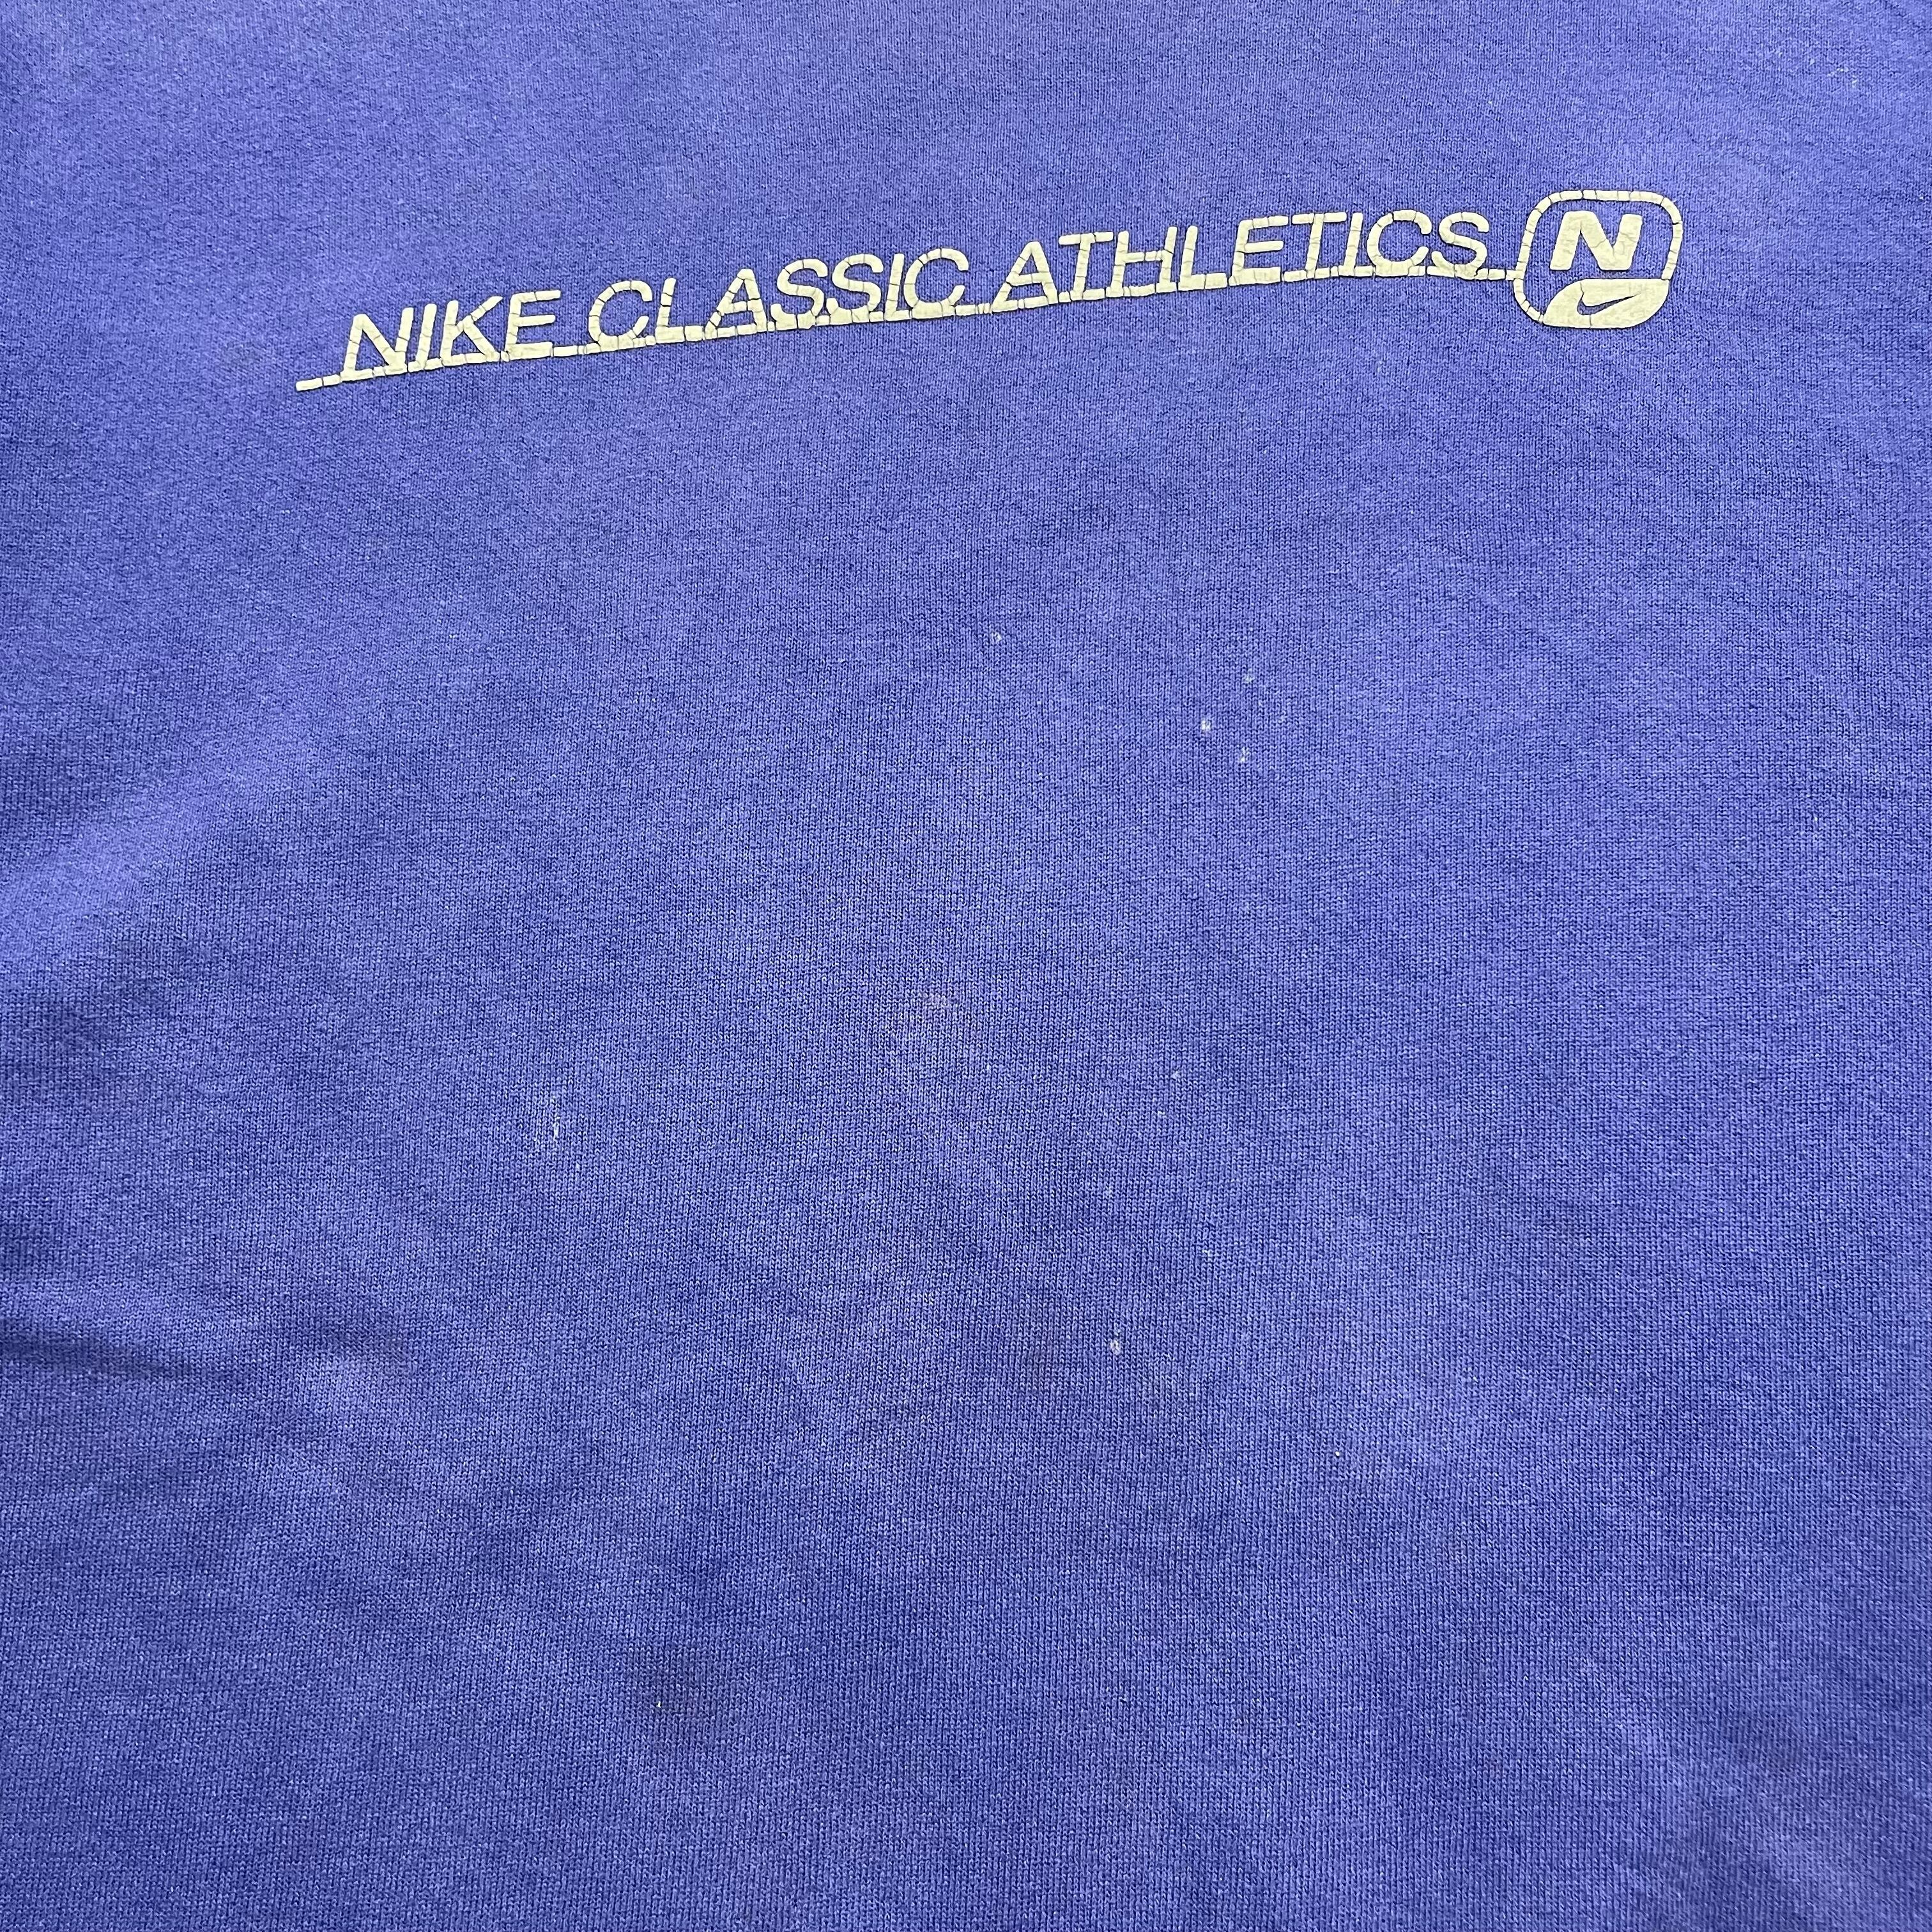 NIKE CLASSIC ATHLETICS N